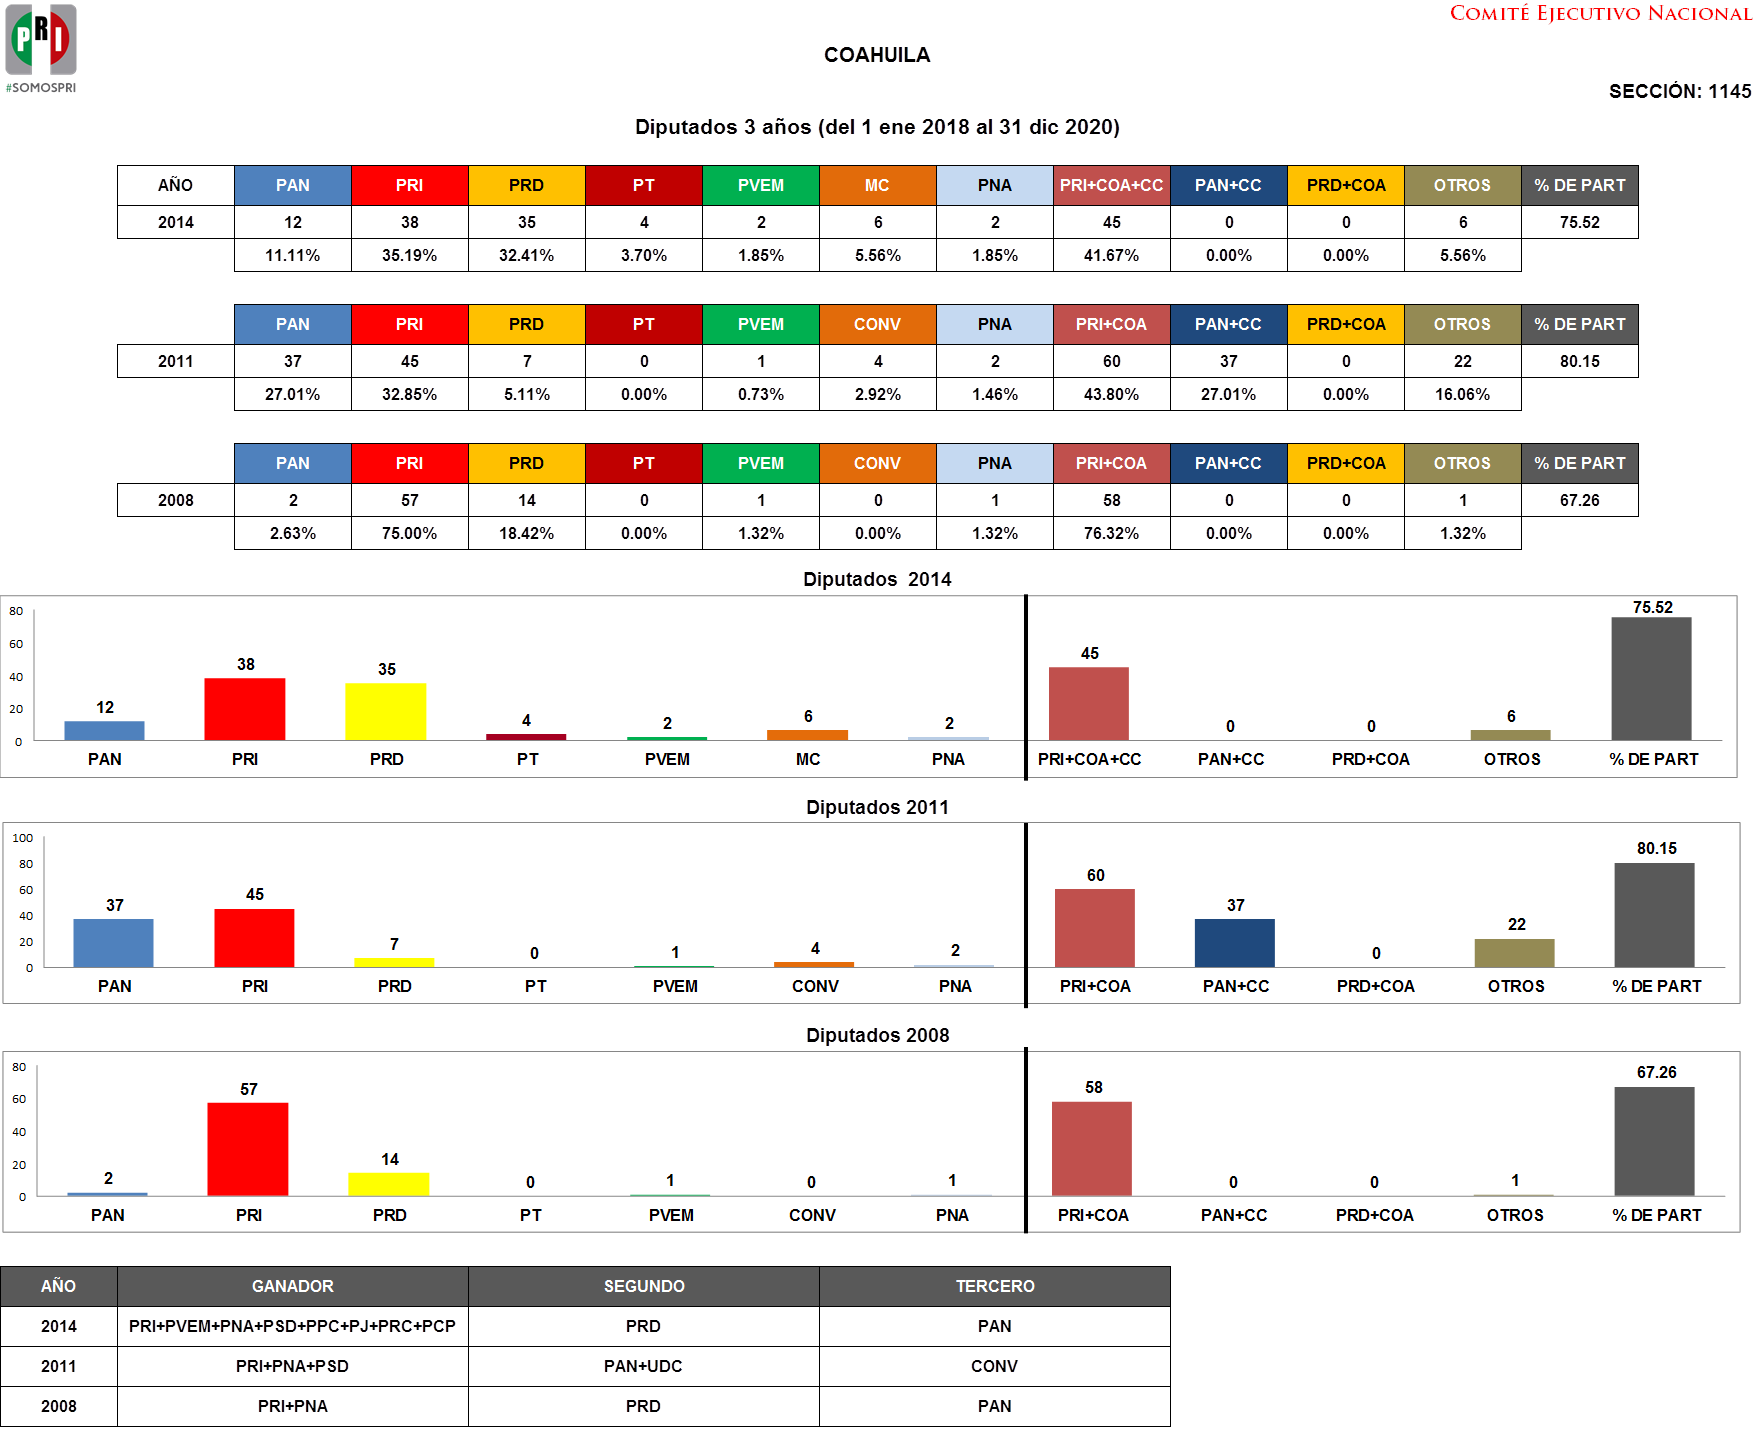 PRI
#SOMOSPRI
COMITÉ EJECUTIVO NACIONAL
COAHUILA
SECCIÓN: 1145
Diputados 3 años (del 1 ene 2018 al 31 dic 2020)
AÑO PAN PRI PRD PT PVEM MC PNA PRI+COA+CC PAN+CC PRD+COA OTROS % DE PART
2014 12 38 35 4 2 6 2 45 0 0 6 75.52
11.11% 35.19% 32.41% 3.70% 1.85% 5.56% 1.85% 41.67% 0.00% 0.00% 5.56%
PAN PRI PRD PT PVEM CONV PNA PRI+COA PAN+CC PRD+COA OTROS % DE PART
2011 37 45 7 0 1 4 2 60 37 0 22 80.15
27.01% 32.85% 5.11% 0.00% 0.73% 2.92% 1.46% 43.80% 27.01% 0.00% 16.06%
PAN PRI PRD PT PVEM CONV PNA PRI+COA PAN+CC PRD+COA OTROS % DE PART
2008 2 57 14 0 1 0 1 58 0 0 1 67.26
2.63% 75.00% 18.42% 0.00% 1.32% 0.00% 1.32% 76.32% 0.00% 0.00% 1.32%
Diputados 2014
80
60
40
20
0
12 38 35 4 2 6 2 45 0 0 6 75.52
PAN PRI PRD PT PVEM MC PNA PRI+COA+CC PAN+CC PRD+COA OTROS % DE PART
Diputados 2011
100
80
60
40
20
0
37 45 7 0 1 4 2 60 37 0 22 80.15
PAN PRI PRD PT PVEM CONV PNA PRI+COA PAN+CC PRD+COA OTROS % DE PART
Diputados 2008
80
60
40
20
0
2 57 14 0 1 0 1 58 0 0 1 67.26
PAN PRI PRD PT PVEM CONV PNA PRI+COA PAN+CC PRD+COA OTROS % DE PART
AÑO GANADOR SEGUNDO TERCERO
2014 PRI+PVEM+PNA+PSD+PPC+PJ+PRC+PCP PRD PAN
2011 PRI+PNA+PSD PAN+UDC CONV
2008 PRI+PNA PRD PAN